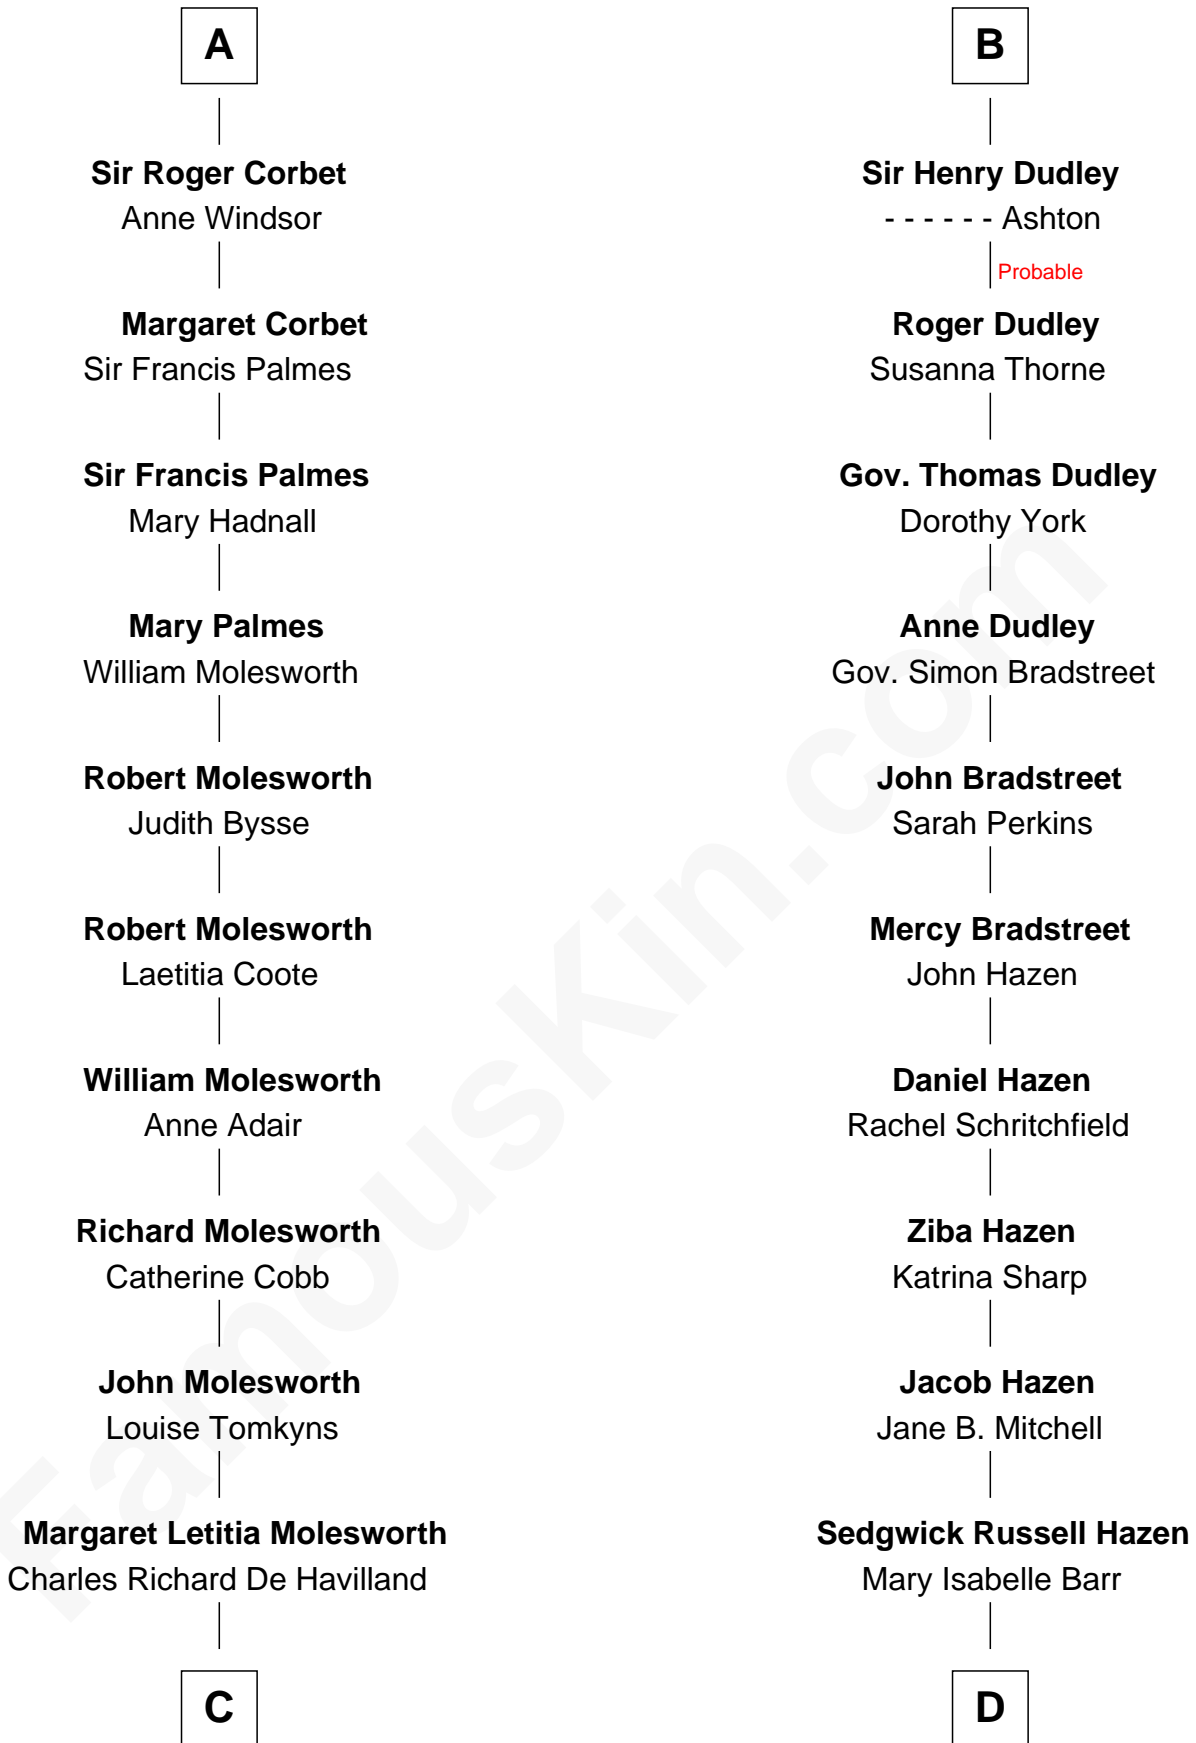 A
Sir Roger Corbet
Anne Windsor
Margaret Corbet
Sir Francis Palmes
Sir Francis Palmes
Mary Hadnall
Mary Palmes
William Molesworth
Robert Molesworth
Judith Bysse
Robert Molesworth
Laetitia Coote
William Molesworth
Anne Adair
Richard Molesworth
Catherine Cobb
John Molesworth
Louise Tomkyns
Margaret Letitia Molesworth
Charles Richard De Havilland
C
B
Sir Henry Dudley
- - - - - - Ashton
Probable
Roger Dudley
Susanna Thorne
Gov. Thomas Dudley
Dorothy York
Anne Dudley
Gov. Simon Bradstreet
John Bradstreet
Sarah Perkins
Mercy Bradstreet
John Hazen
Daniel Hazen
Rachel Schritchfield
Ziba Hazen
Katrina Sharp
Jacob Hazen
Jane B. Mitchell
Sedgwick Russell Hazen
Mary Isabelle Barr
D
FamousKin.com